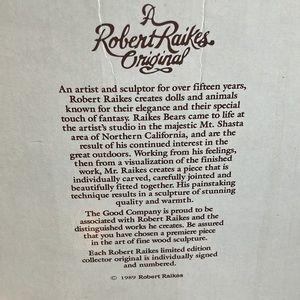 A
Robert Raikes
Original
An artist and sculptor for over fifteen years,
Robert Raikes creates dolls and animals
known for their elegance and their special
touch of fantasy. Raikes Bears came to life
at the artist's studio in the majestic Mt. Shasta
area of Northern California, and are the
result of his continued interest in the
great outdoors. Working from his feelings,
then from a visualization of the finished
work, Mr. Raikes creates a piece that is
individually carved, carefully jointed and
beautifully fitted together. His painstaking
technique results in a sculpture of stunning
quality and warmth.
The Good Company is proud to be
associated with Robert Raikes and the
distinguished works he creates. Be assured
that you have chosen a premiere piece
in the art of fine wood sculpture.
Each Robert Raikes limited edition
collector original is individually signed
and numbered.
© 1989 Robert Raikes